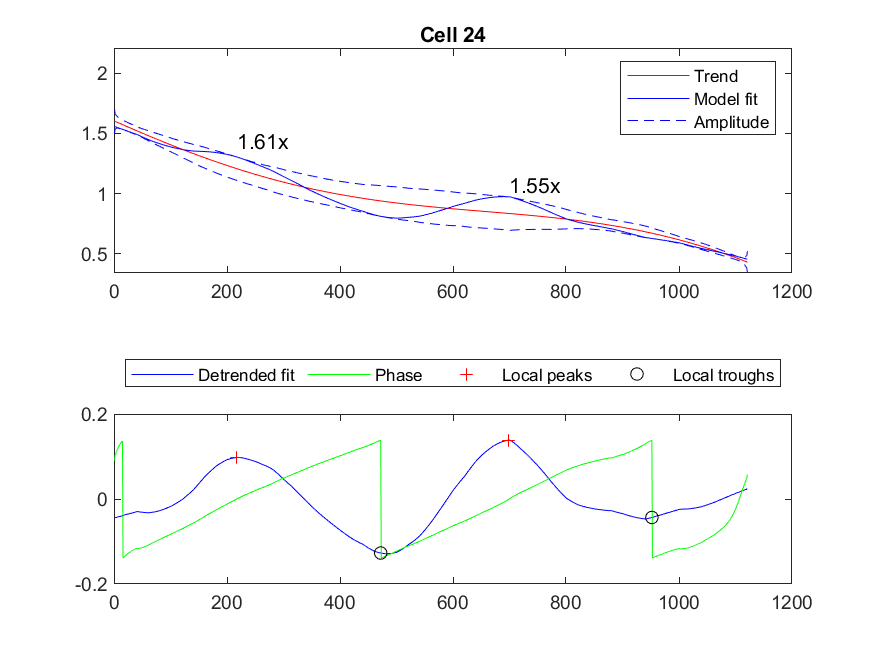 Cell 24
2
1.5
1
0.5
0 200 400 600 800 1000 1200
1.61x
1.55x
Trend
Model fit
Amplitude
Detrended fit Phase Local peaks Local troughs
0.2
0
-0.2
0 200 400 600 800 1000 1200